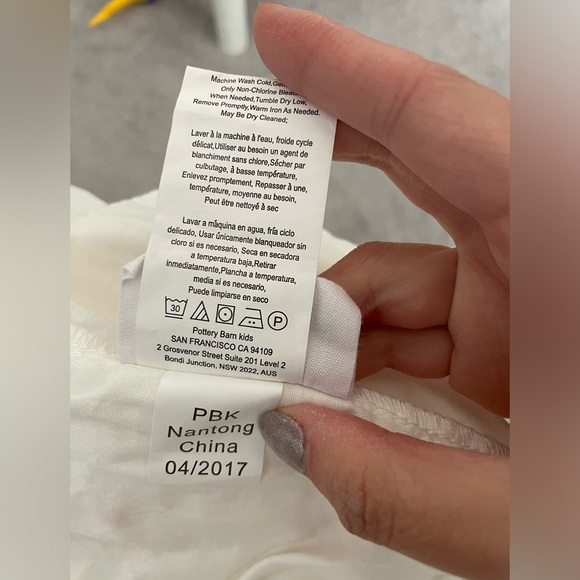 Machine Wash Cold,Gen
Only Non-Chlorine Bleac
When Needed,Tumble Dry Low,
Remove Promptly,Warm Iron As Needed.
May Be Dry Cleaned;
Laver à la machine à l'eau, froide cycle
délicat,Utiliser au besoin un agent de
blanchiment sans chlore,Sécher par
culbutage, à basse température,
Enlevez promptement, Repasser à une,
température, moyenne au besoin,
Peut être nettoyé à sec
Lavar a màquina en agua, fría ciclo
delicado, Usar únicamente blanqueador sin
cloro si es necesario, Seca en secadora
a temperatura baja,Retirar
Inmediatamente,Plancha a temperatura,
media si es necesario,
Puede limpiarse en seco
30 P
Pottery Barn kids
SAN FRANCISCO CA 94109
2 Grosvenor Street Suite 201 Level 2
Bondi Junction, NSW 2022, AUS
PBK
Nantong
China
04/2017